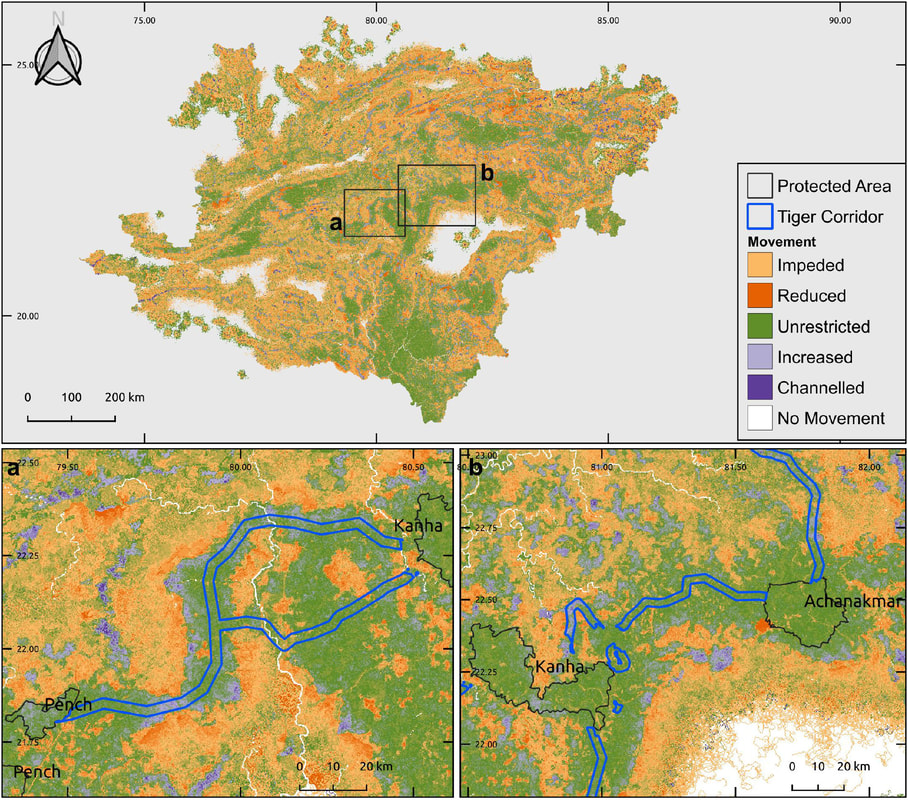 N
75.00
80.00
85.00
90.00
25.00
20.00
a
b
0 100 200 km
Protected Area
Tiger Corridor
Movement
Impeded
Reduced
Unrestricted
Increased
Channelled
No Movement
a
22.50
79.50
80.00
80.50
22.25
22.00
21.75
Kanha
Pench
Pench
0 10 20 km
b
23.00
81.00
81.50
82.00
22.75
22.50
22.25
22.00
Achanakmar
Kanha
0 10 20 km